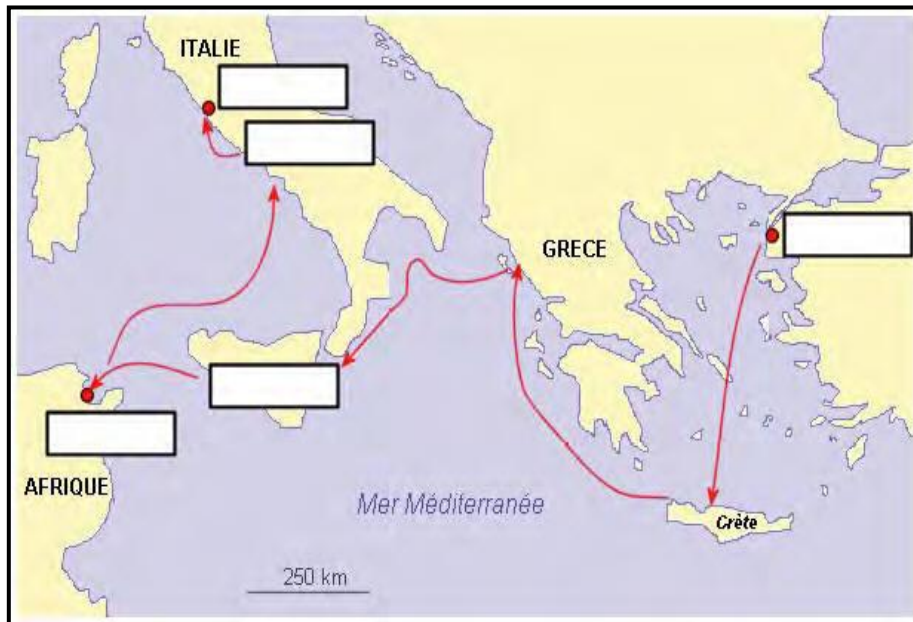 ITALIE
GRECE
AFRIQUE
Mer Méditerranée
Crète
250 km